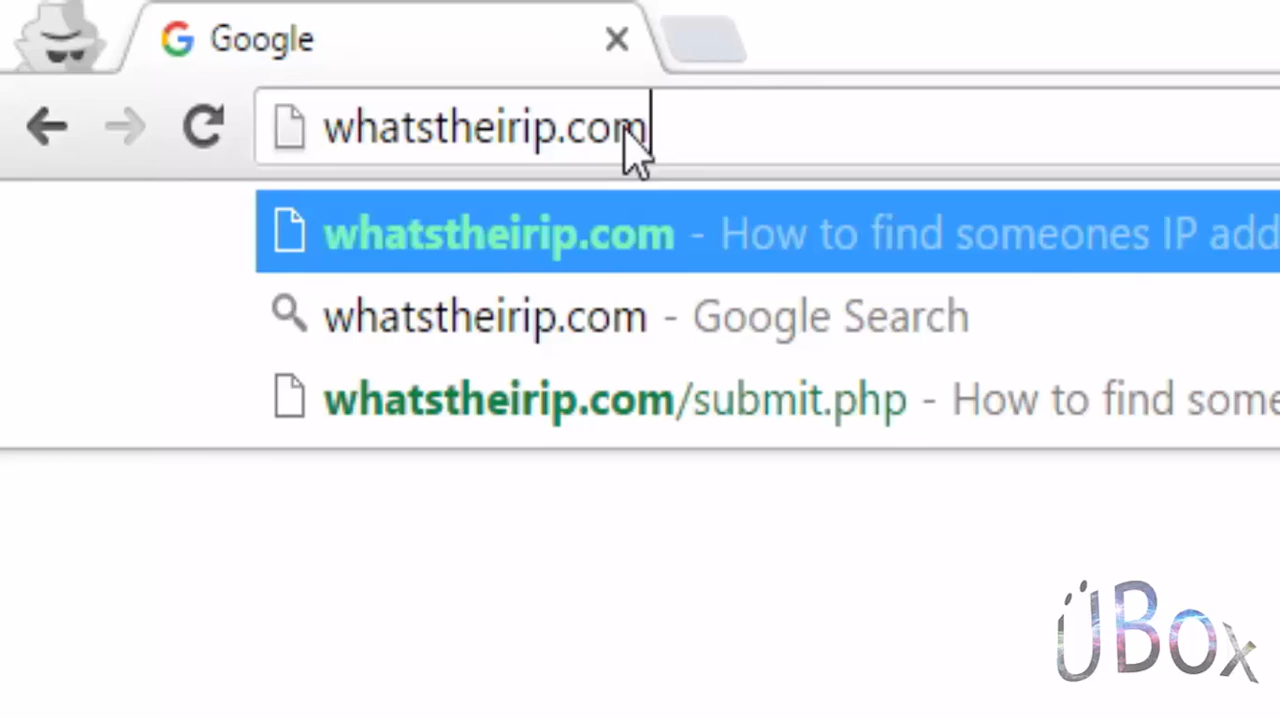 Google
whatstheirip.com
whatstheirip.com - How to find someones IP add
whatstheirip.com - Google Search
whatstheirip.com/submit.php - How to find some
ÜBox